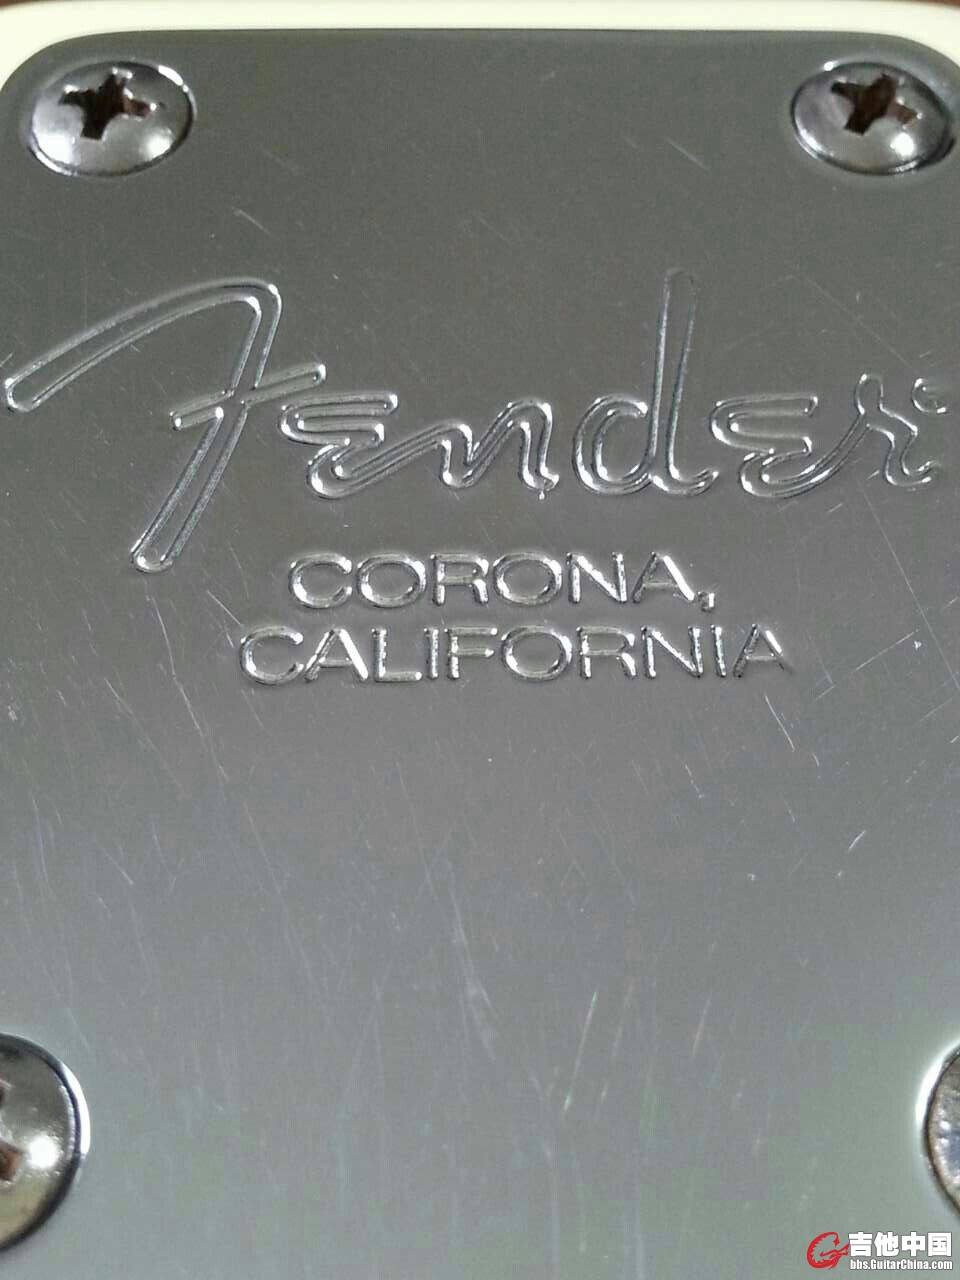 Fender
CORONA,
CALIFORNIA
吉他中国
bbs.GuitarChina.com